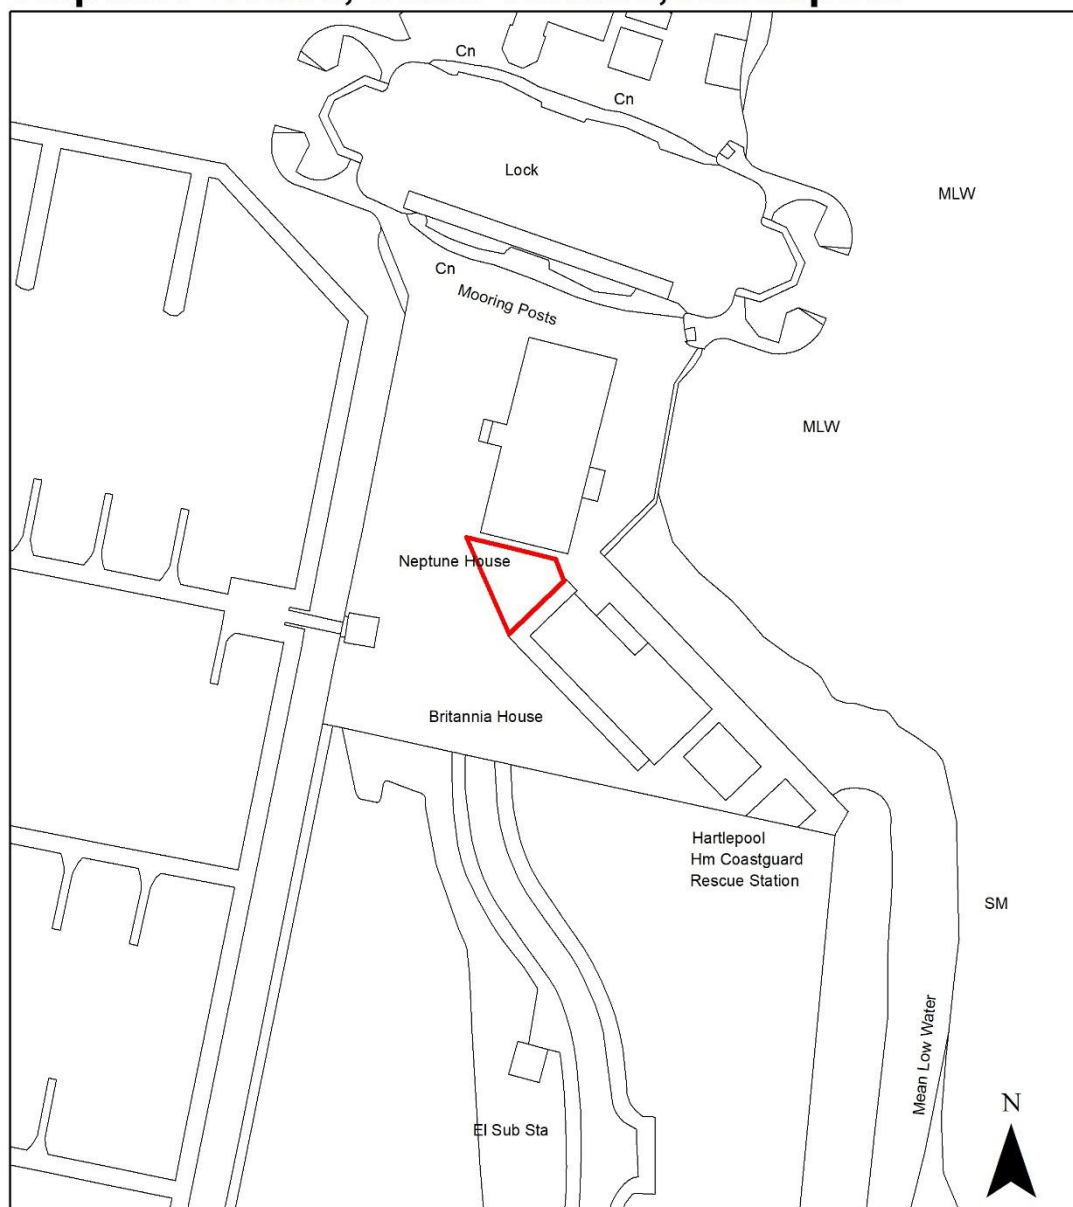 Cn
Cn
Lock
MLW
Cn
Mooring Posts
MLW
Neptune House
Britannia House
Hartlepool
Hm Coastguard
Rescue Station
SM
Mean Low Water
N
El Sub Sta